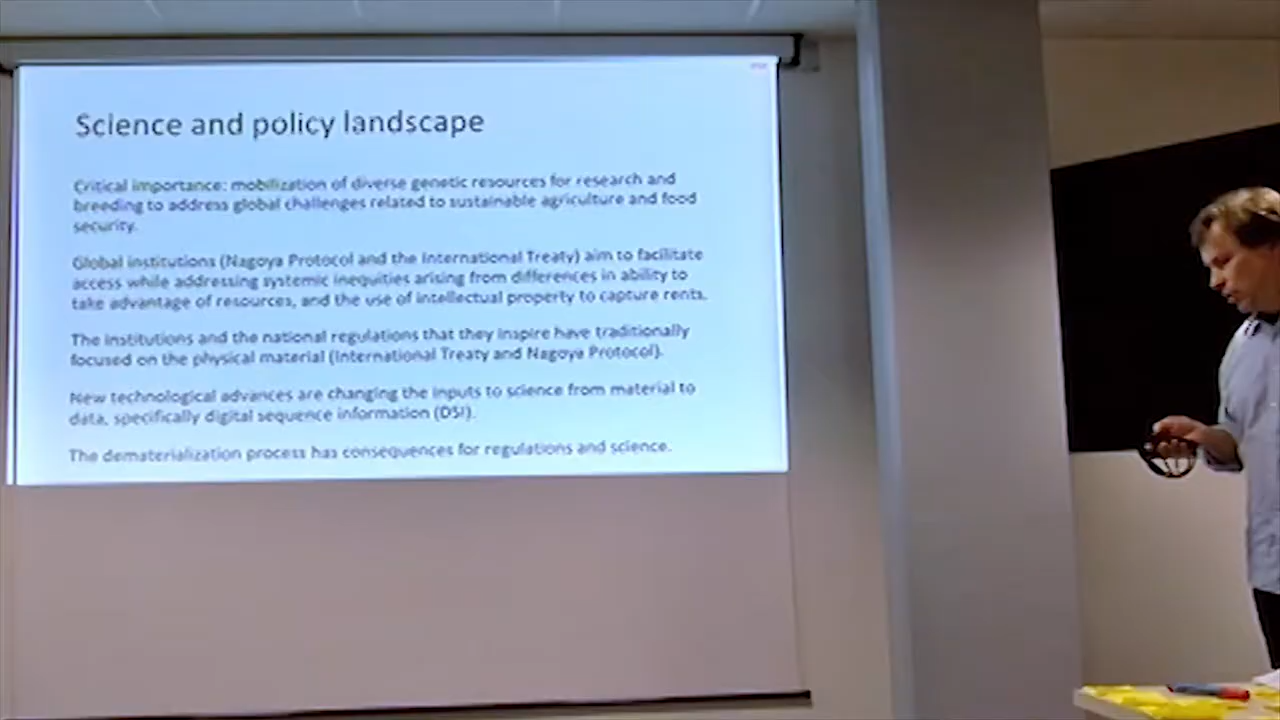 Science and policy landscape
Critical importance: mobilization of diverse genetic resources for research and
breeding to address global challenges related to sustainable agriculture and food
security.
Global institutions (Nagoya Protocol and the International Treaty) aim to facilitate
access while addressing systemic inequities arising from differences in ability to
take advantage of resources, and the use of intellectual property to capture rents.
The institutions and the national regulations that they inspire have traditionally
focused on the physical material (International Treaty and Nagoya Protocol).
New technological advances are changing the inputs to science from material to
data, specifically digital sequence information (DSI).
The dematerialization process has consequences for regulations and science.